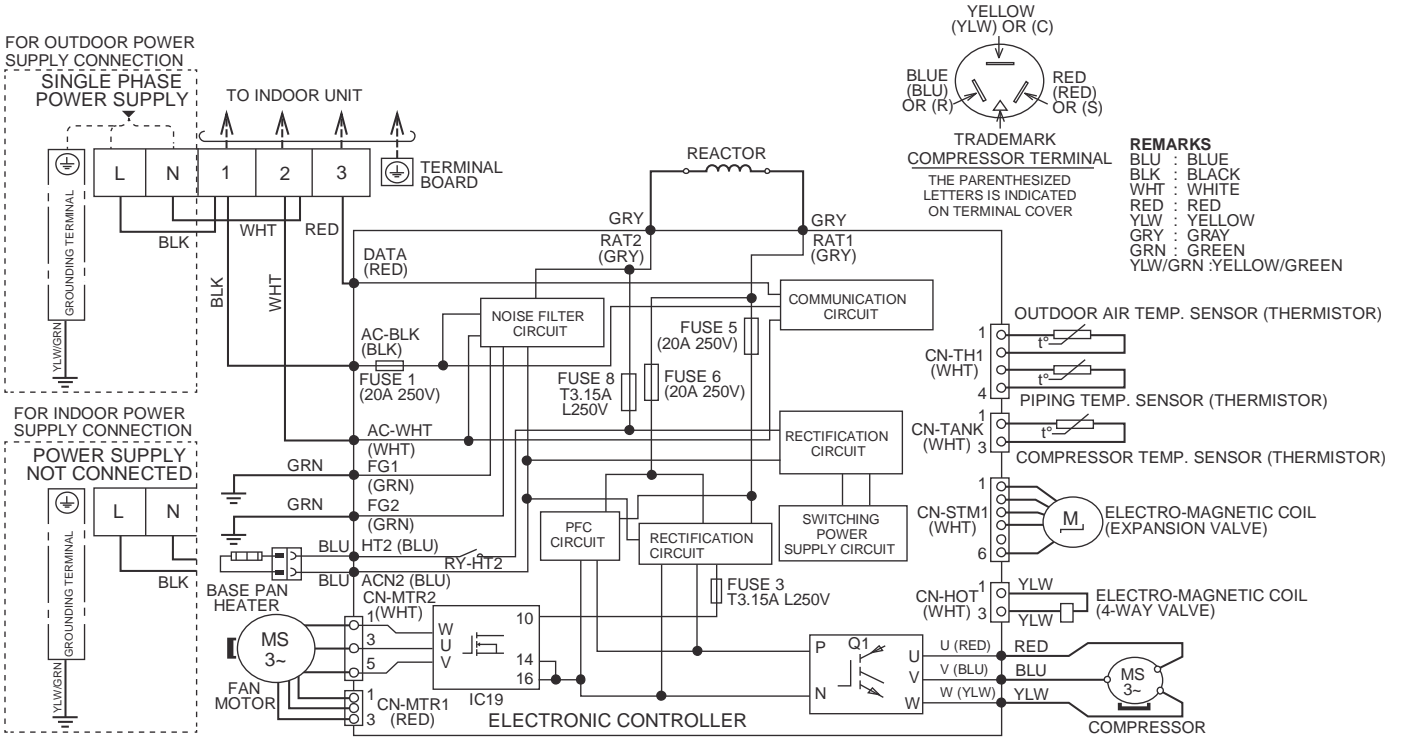 FOR OUTDOOR POWER
SUPPLY CONNECTION
SINGLE PHASE
POWER SUPPLY
TO INDOOR UNIT
GROUNDING TERMINAL
YLW/GRN
L
N
1
2
3
TERMINAL
BOARD
BLK
WHT
RED
BLK
WHT
REACTOR
GRY
GRY
RAT2
(GRY)
RAT1
(GRY)
YELLOW
(YLW) OR (C)
BLUE
(BLU)
OR (R)
RED
(RED)
OR (S)
TRADEMARK
COMPRESSOR TERMINAL
THE PARENTHESIZED
LETTERS IS INDICATED
ON TERMINAL COVER
REMARKS
BLU : BLUE
BLK : BLACK
WHT : WHITE
RED : RED
YLW : YELLOW
GRY : GRAY
GRN : GREEN
YLW/GRN :YELLOW/GREEN
DATA
(RED)
NOISE FILTER
CIRCUIT
COMMUNICATION
CIRCUIT
AC-BLK
(BLK)
FUSE 1
(20A 250V)
FUSE 5
(20A 250V)
FUSE 8
T3.15A
L250V
FUSE 6
(20A 250V)
AC-WHT
(WHT)
RECTIFICATION
CIRCUIT
GRN
FG1
(GRN)
GRN
FG2
(GRN)
PFC
CIRCUIT
RECTIFICATION
CIRCUIT
SWITCHING
POWER
SUPPLY CIRCUIT
BLU
HT2 (BLU)
RY-HT2
BLU
ACN2 (BLU)
BASE PAN
HEATER
FUSE 3
T3.15A L250V
CN-MTR2
(WHT)
1
3
5
MS
3~
FAN
MOTOR
1
3
CN-MTR1
(RED)
W
U
V
10
14
16
IC19
ELECTRONIC CONTROLLER
P
N
Q1
U
V
W
U (RED)
V (BLU)
W (YLW)
RED
BLU
YLW
MS
3~
COMPRESSOR
OUTDOOR AIR TEMP. SENSOR (THERMISTOR)
1
t°
CN-TH1
(WHT)
t°
4
PIPING TEMP. SENSOR (THERMISTOR)
CN-TANK
(WHT)
1
3
t°
COMPRESSOR TEMP. SENSOR (THERMISTOR)
1
CN-STM1
(WHT)
6
M
ELECTRO-MAGNETIC COIL
(EXPANSION VALVE)
CN-HOT
(WHT)
1
3
YLW
YLW
ELECTRO-MAGNETIC COIL
(4-WAY VALVE)
FOR INDOOR POWER
SUPPLY CONNECTION
POWER SUPPLY
NOT CONNECTED
GROUNDING TERMINAL
YLW/GRN
L
N
BLK